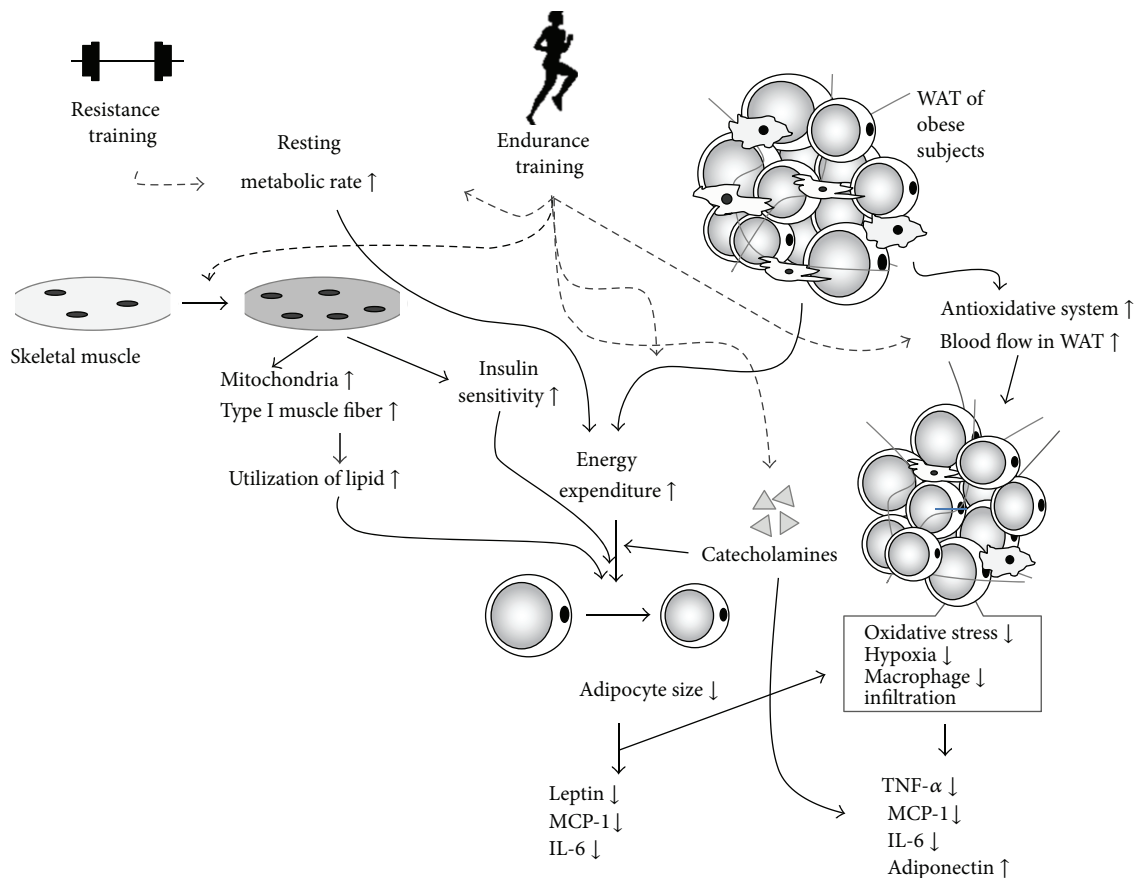 Resistance
training
Resting
metabolic rate ↑
Endurance
training
WAT of
obese
subjects
Skeletal muscle
Mitochondria ↑
Type I muscle fiber ↑
Utilization of lipid ↑
Insulin
sensitivity ↑
Energy
expenditure ↑
Catecholamines
Antioxidative system ↑
Blood flow in WAT ↑
Adipocyte size ↓
Oxidative stress ↓
Hypoxia ↓
Macrophage ↓
infiltration
Leptin ↓
MCP-1 ↓
IL-6 ↓
TNF-α ↓
MCP-1 ↓
IL-6 ↓
Adiponectin ↑